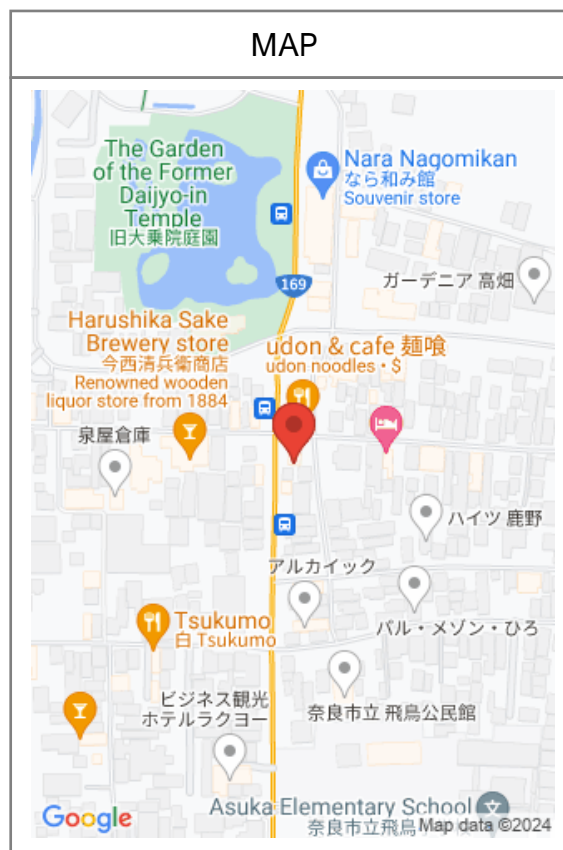 MAP
The Garden
of the Former
Daijyo-in
Temple
旧大乗院庭園
Nara Nagomikan
なら和み館
Souvenir store
169
ガーデニア 高畑
Harushika Sake
Brewery store
今西清兵衛商店
Renowned wooden
liquor store from 1884
udon & cafe 麺喰
udon noodles • $
泉屋倉庫
ハイツ 鹿野
アルカイック
パル・メゾン・ひろ
Tsukumo
白 Tsukumo
奈良市立 飛鳥公民館
ビジネス観光
ホテルラクヨー
Asuka Elementary School
奈良市立飛鳥
Google
Map data ©2024